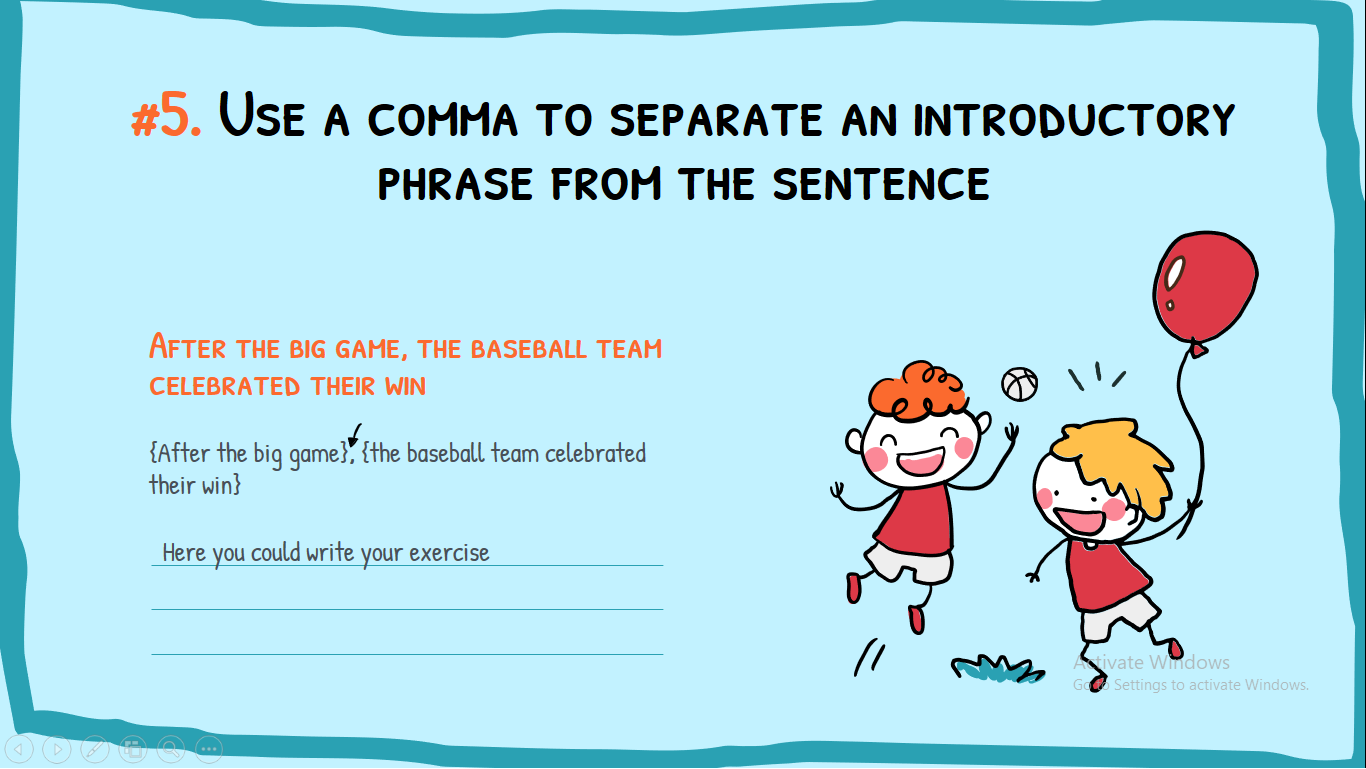 #5. Use a comma to separate an introductory
phrase from the sentence
After the big game, the baseball team
celebrated their win
{After the big game}, {the baseball team celebrated
their win}
Here you could write your exercise
Activate Windows
Go to Settings to activate Windows.